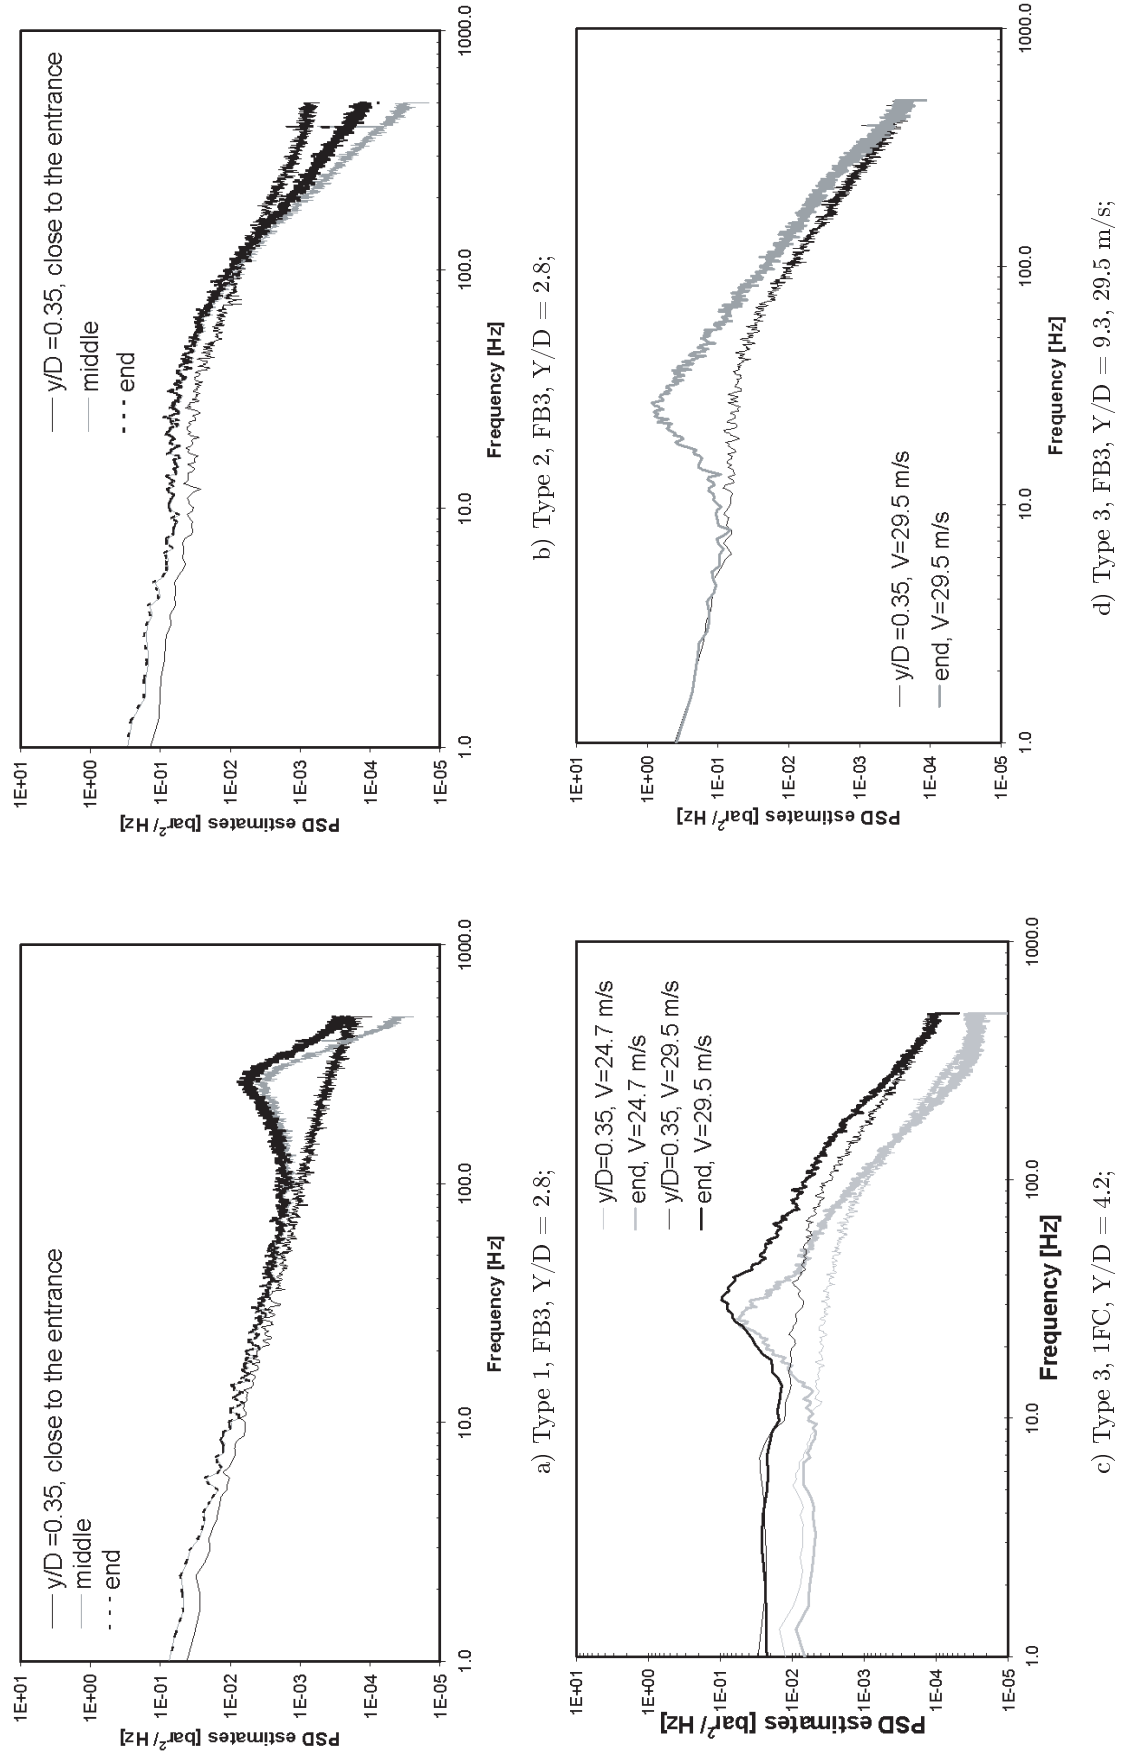 1E+01
1E+00
1E-01
1E-02
1E-03
1E-04
1E-05
PSD estimates [bar²/Hz]
1.0
10.0
100.0
1000.0
Frequency [Hz]
y/D =0.35, close to the entrance
middle
end
a) Type 1, FB3, Y/D = 2.8;
1E+01
1E+00
1E-01
1E-02
1E-03
1E-04
1E-05
PSD estimates [bar²/Hz]
1.0
10.0
100.0
1000.0
Frequency [Hz]
y/D =0.35, close to the entrance
middle
end
b) Type 2, FB3, Y/D = 2.8;
1E+01
1E+00
1E-01
1E-02
1E-03
1E-04
1E-05
PSD estimates [bar²/Hz]
1.0
10.0
100.0
1000.0
Frequency [Hz]
y/D=0.35, V=24.7 m/s
end, V=24.7 m/s
y/D=0.35, V=29.5 m/s
end, V=29.5 m/s
c) Type 3, 1FC, Y/D = 4.2;
1E+01
1E+00
1E-01
1E-02
1E-03
1E-04
1E-05
PSD estimates [bar²/Hz]
1.0
10.0
100.0
1000.0
Frequency [Hz]
y/D =0.35, V=29.5 m/s
end, V=29.5 m/s
d) Type 3, FB3, Y/D = 9.3, 29.5 m/s;